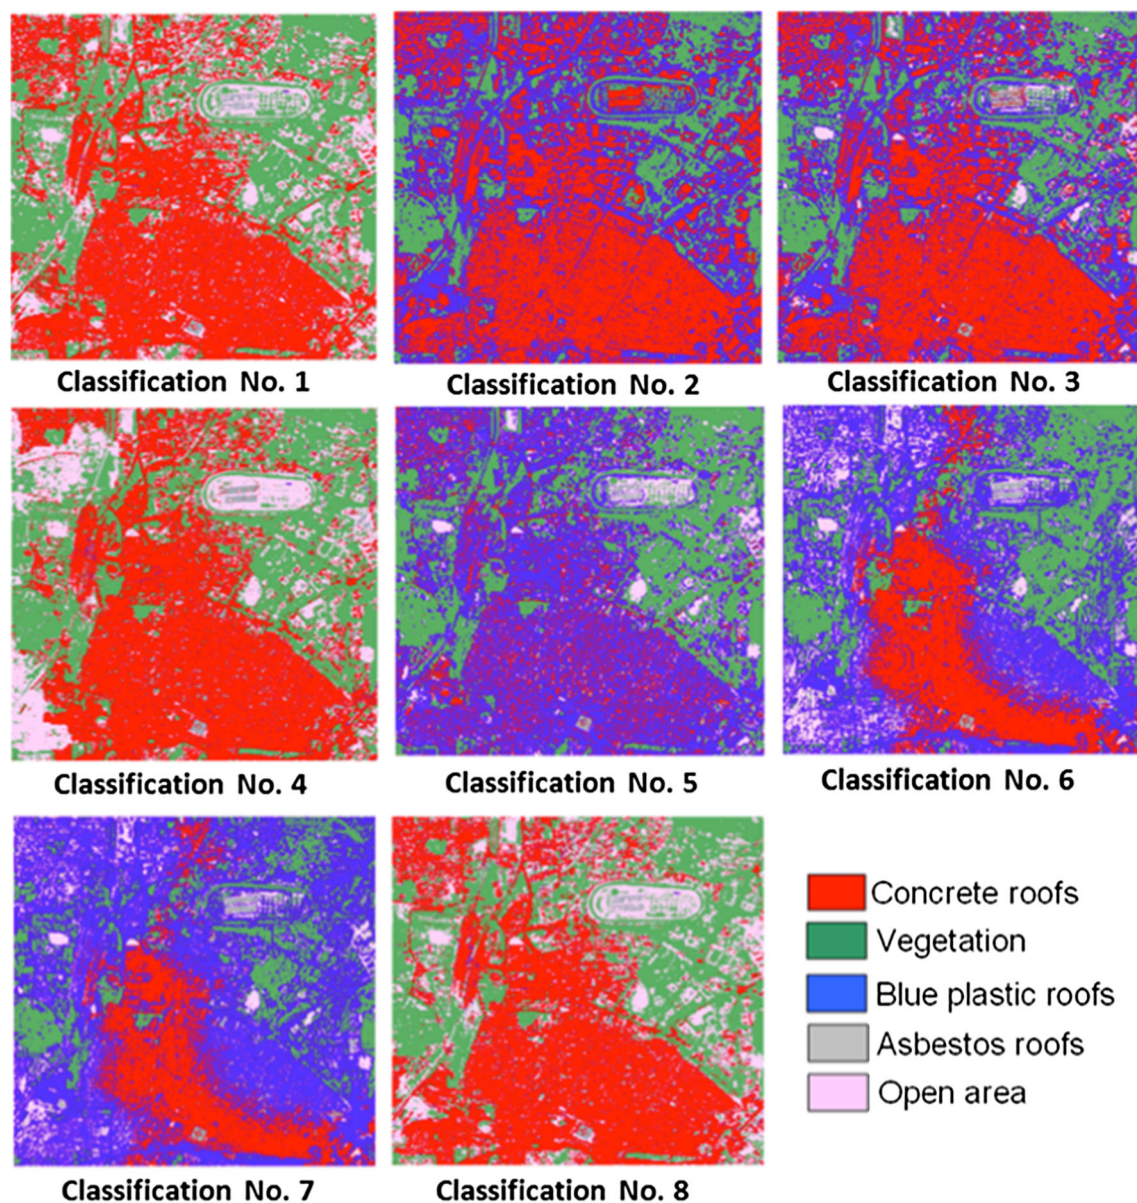 Classification No. 1
Classification No. 2
Classification No. 3
Classification No. 4
Classification No. 5
Classification No. 6
Classification No. 7
Classification No. 8
Concrete roofs
Vegetation
Blue plastic roofs
Asbestos roofs
Open area